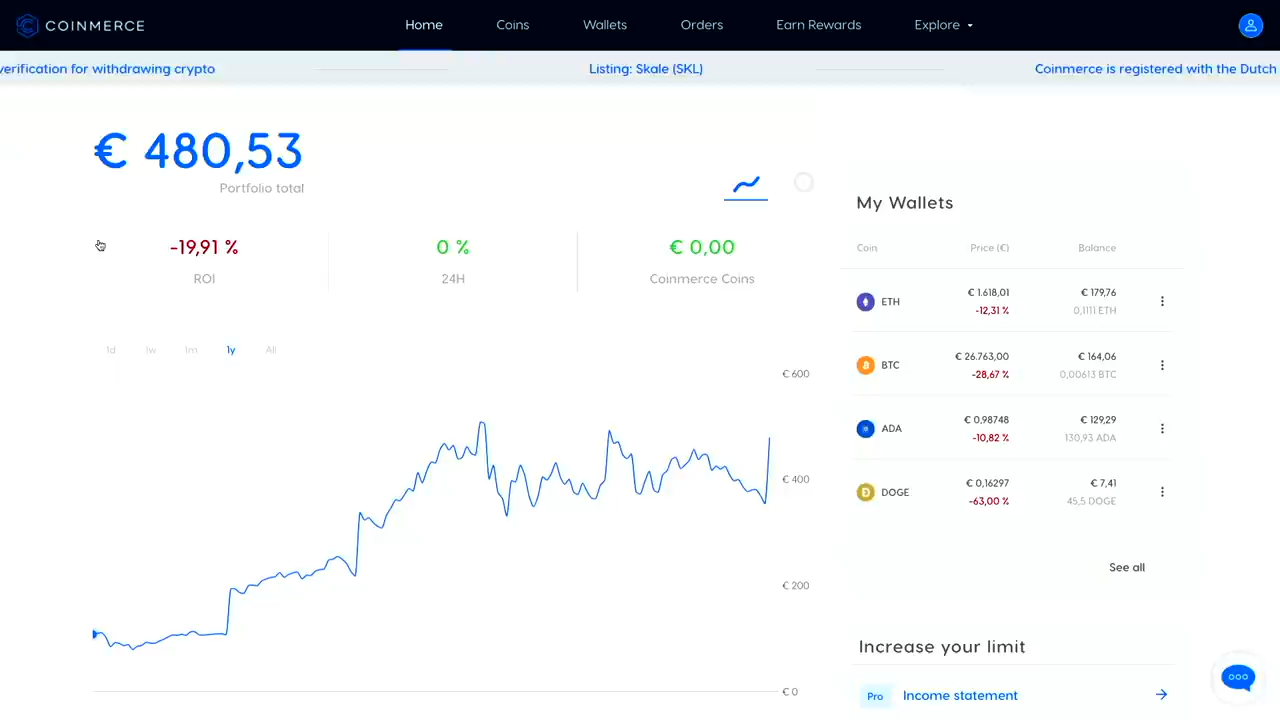 COINMERCE Home Coins Wallets Orders Earn Rewards Explore
verification for withdrawing crypto Listing: Skale (SKL) Coinmerce is registered with the Dutch
€ 480,53
Portfolio total
-19,91 % 0 % € 0,00
ROI 24H Coinmerce Coins
1d 1w 1m 1y All
€ 600
€ 400
€ 200
€ 0
My Wallets
Coin Price (€) Balance
€ 1.618,01 € 179,76
ETH
-12,31 % 0,1111 ETH
€ 26.763,00 € 164,06
BTC
-28,67 % 0,00613 BTC
€ 0,98748 € 129,29
ADA
-10,82 % 130,93 ADA
€ 0,16297 € 7,41
DOGE
-63,00 % 45,5 DOGE
See all
Increase your limit
Pro Income statement